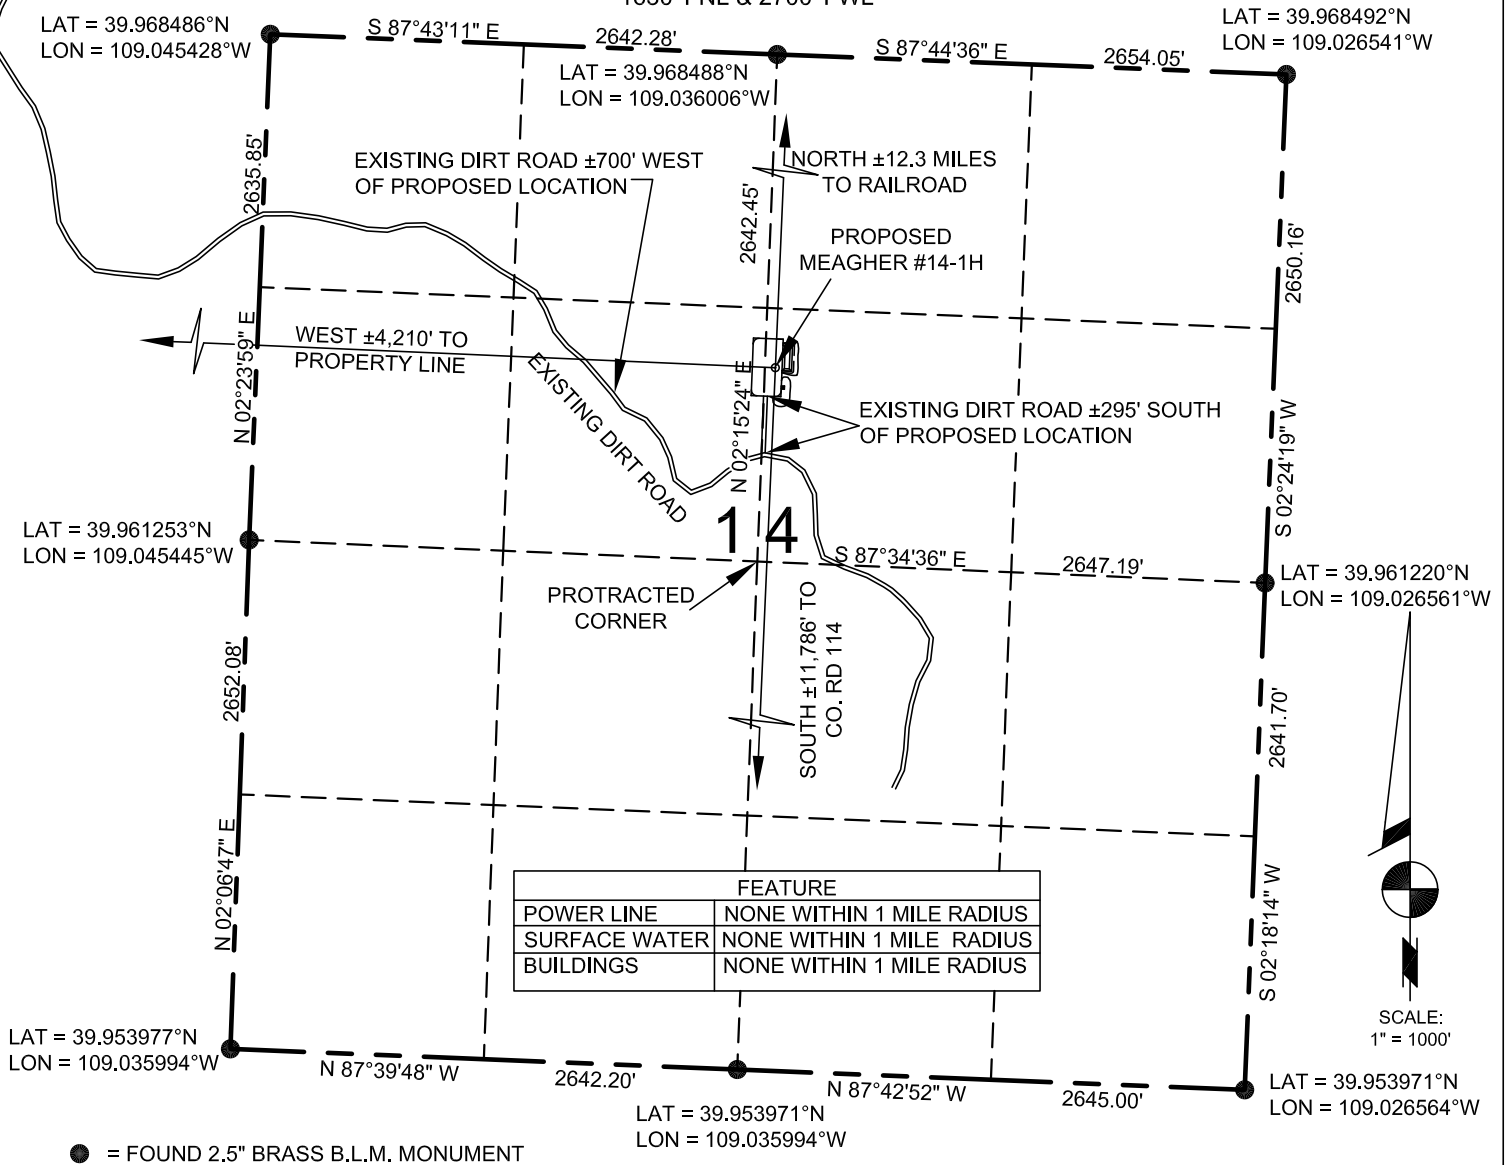 LAT = 39.968486°N
LON = 109.045428°W
S 87°43'11" E
2642.28'
LAT = 39.968488°N
LON = 109.036006°W
S 87°44'36" E
2654.05'
LAT = 39.968492°N
LON = 109.026541°W
2635.85'
EXISTING DIRT ROAD ±700' WEST
OF PROPOSED LOCATION
2642.45'
NORTH ±12.3 MILES
TO RAILROAD
PROPOSED
MEAGHER #14-1H
2650.16'
WEST ±4,210' TO
PROPERTY LINE
N 02°23'59" E
EXISTING DIRT ROAD
N 02°15'24" E
EXISTING DIRT ROAD ±295' SOUTH
OF PROPOSED LOCATION
S 02°24'19" W
14
LAT = 39.961253°N
LON = 109.045445°W
S 87°34'36" E
2647.19'
LAT = 39.961220°N
LON = 109.026561°W
PROTRACTED
CORNER
SOUTH ±11,786' TO
CO. RD 114
2652.08'
2641.70'
N 02°06'47" E
S 02°18'14" W
FEATURE
POWER LINE NONE WITHIN 1 MILE RADIUS
SURFACE WATER NONE WITHIN 1 MILE RADIUS
BUILDINGS NONE WITHIN 1 MILE RADIUS
SCALE:
1" = 1000'
LAT = 39.953977°N
LON = 109.035994°W
N 87°39'48" W
2642.20'
LAT = 39.953971°N
LON = 109.035994°W
N 87°42'52" W
2645.00'
LAT = 39.953971°N
LON = 109.026564°W
= FOUND 2.5" BRASS B.L.M. MONUMENT